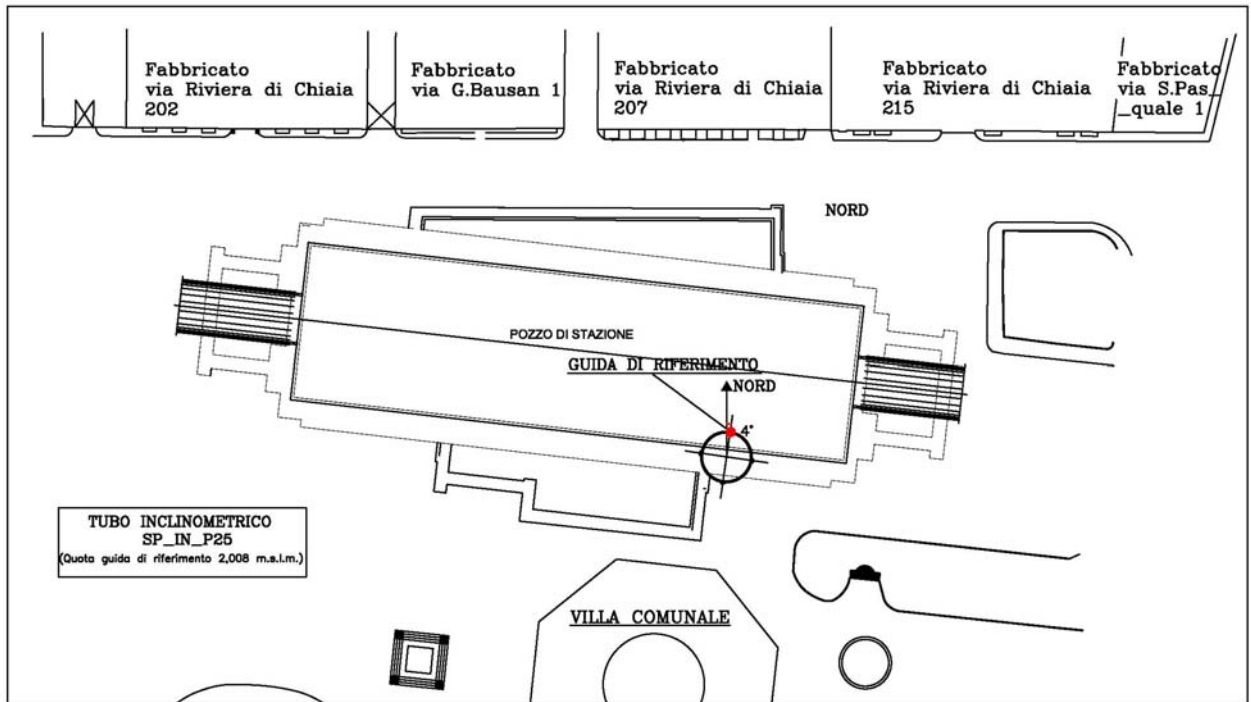 Fabbricato
via Riviera di Chiaia
202
Fabbricato
via G.Bausan 1
Fabbricato
via Riviera di Chiaia
207
Fabbricato
via Riviera di Chiaia
215
Fabbricato
via S.Pas_
_quale 1
NORD
POZZO DI STAZIONE
GUIDA DI RIFERIMENTO
NORD
4°
TUBO INCLINOMETRICO
SP_IN_P25
(Quota guida di riferimento 2,008 m.s.l.m.)
VILLA COMUNALE